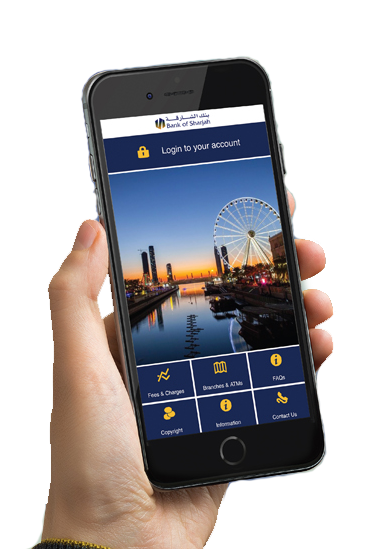 بنك الشارقة
Bank of Sharjah
Login to your account
Fees & Charges
Branches & ATMs
FAQs
Copyright
Information
Contact Us